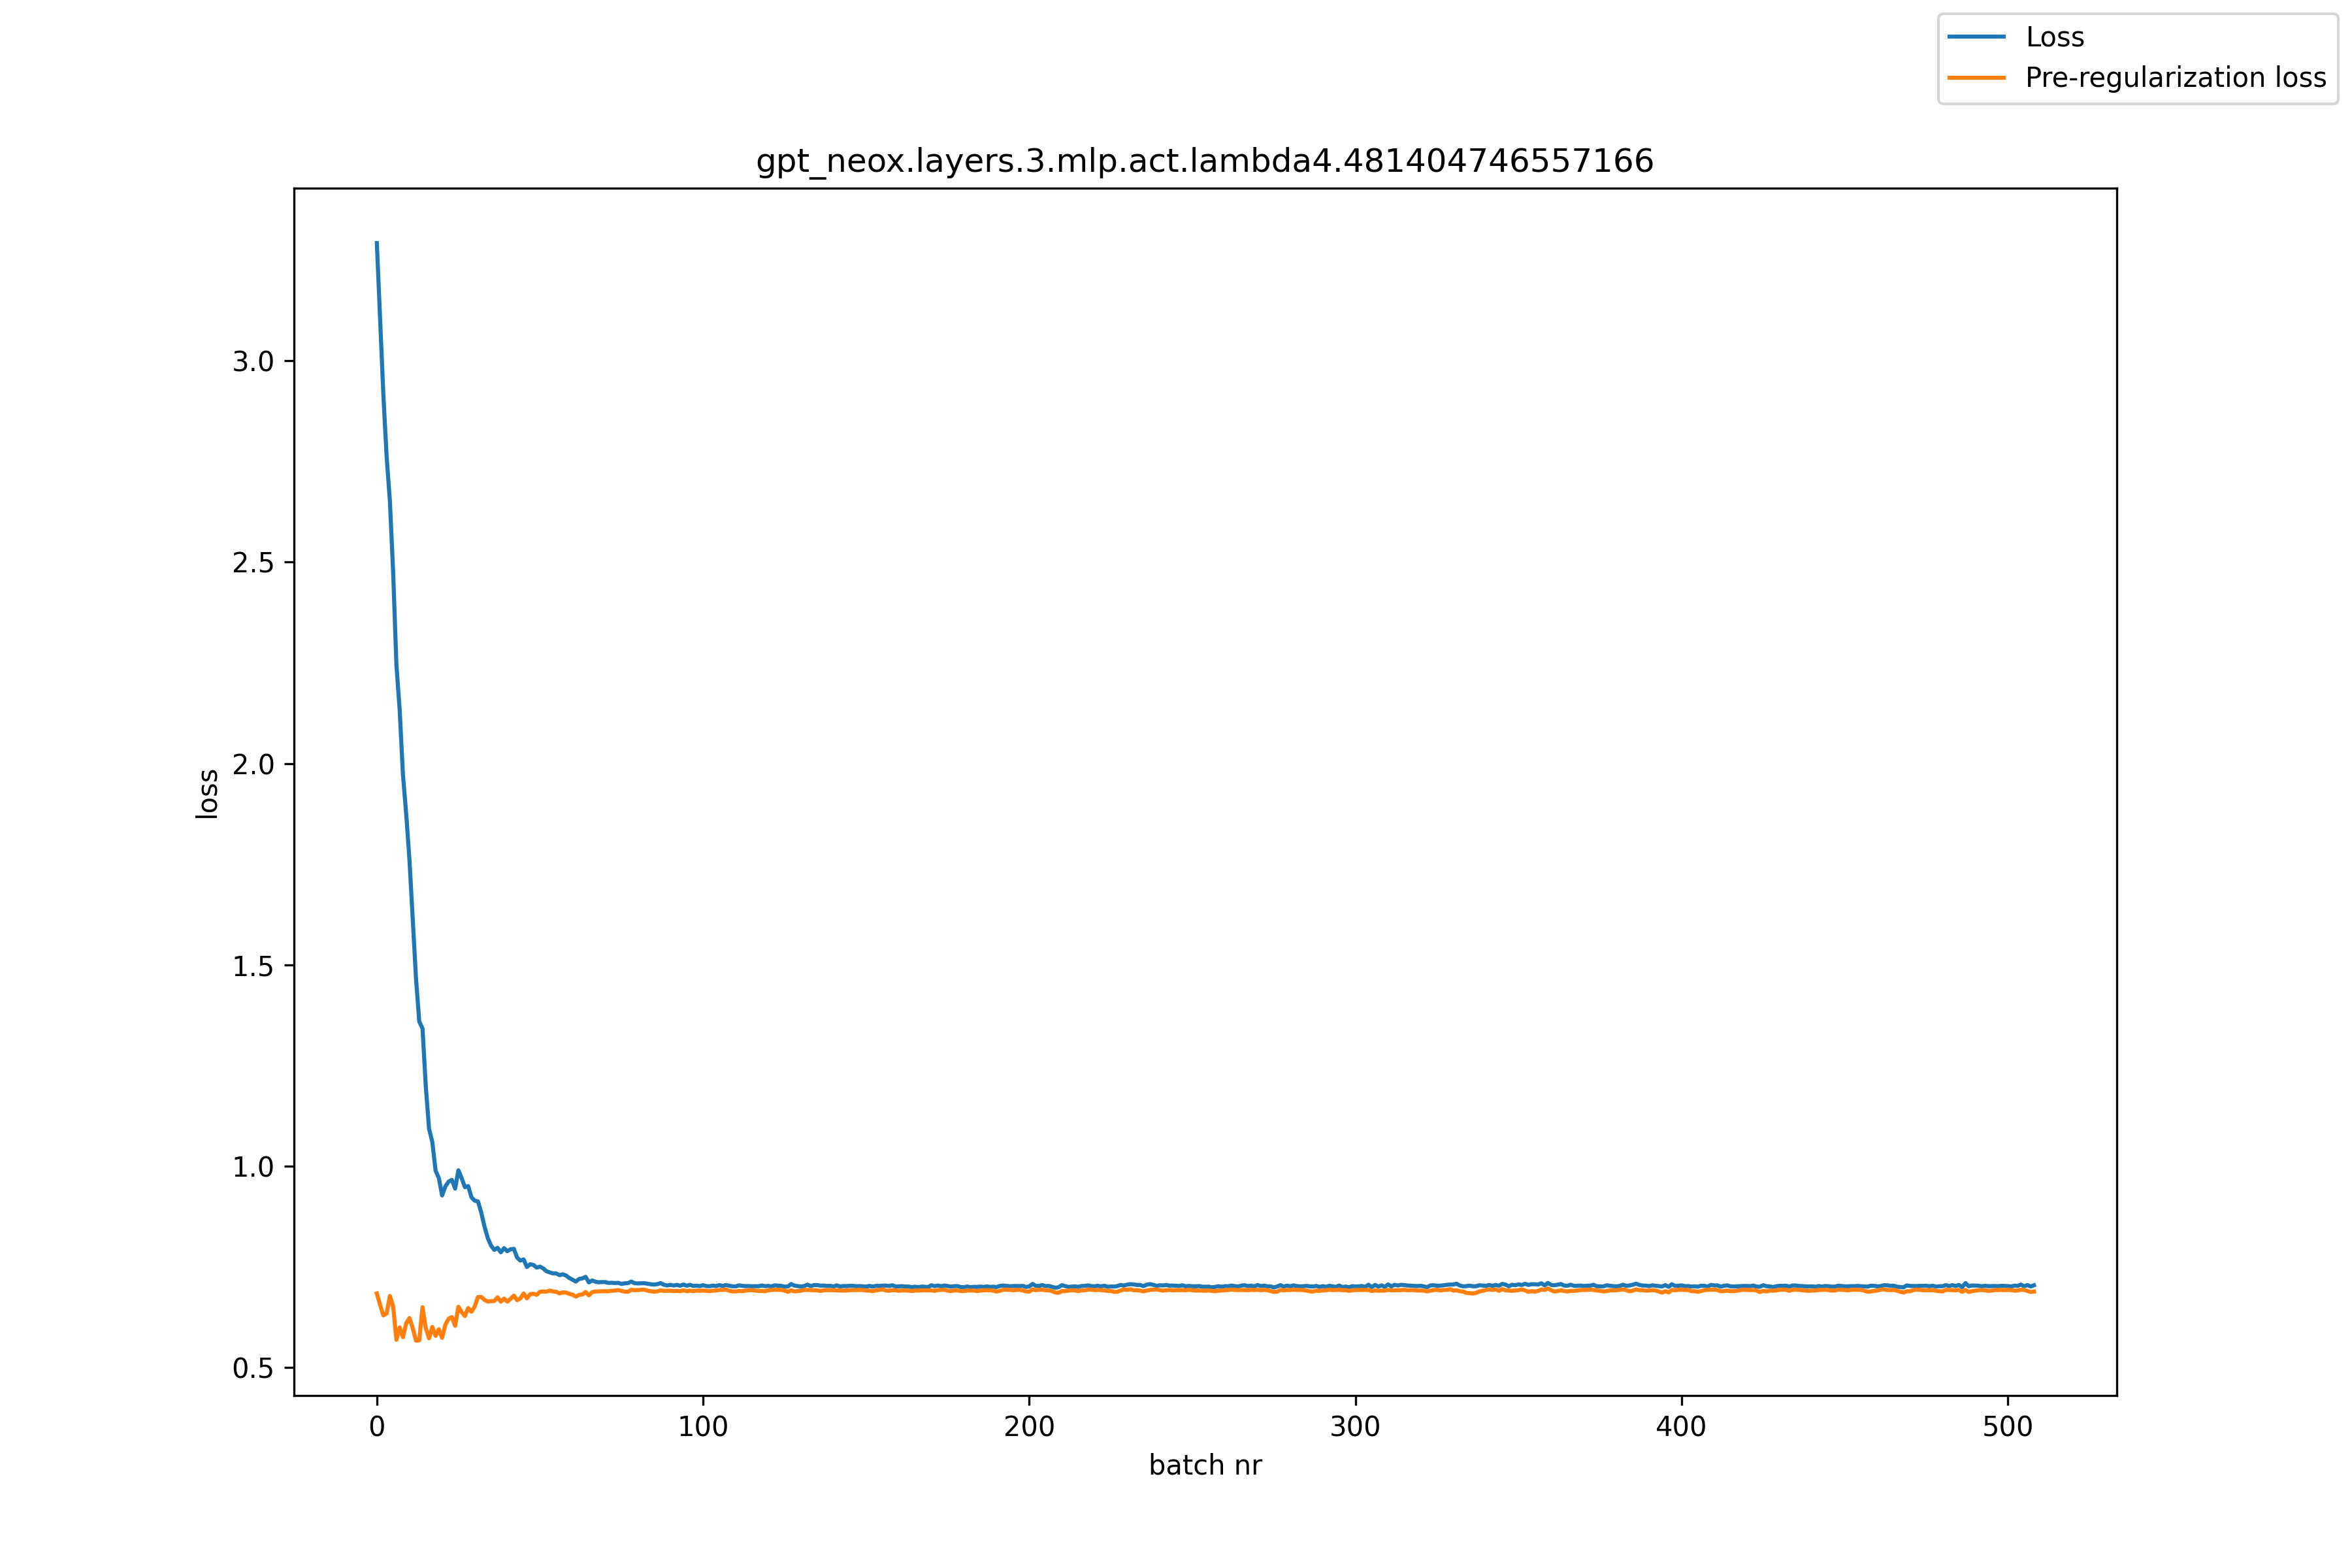 Loss
Pre-regularization loss
gpt_neox.layers.3.mlp.act.lambda4.481404746557166
3.0
2.5
2.0
1.5
1.0
0.5
loss
0 100 200 300 400 500
batch nr